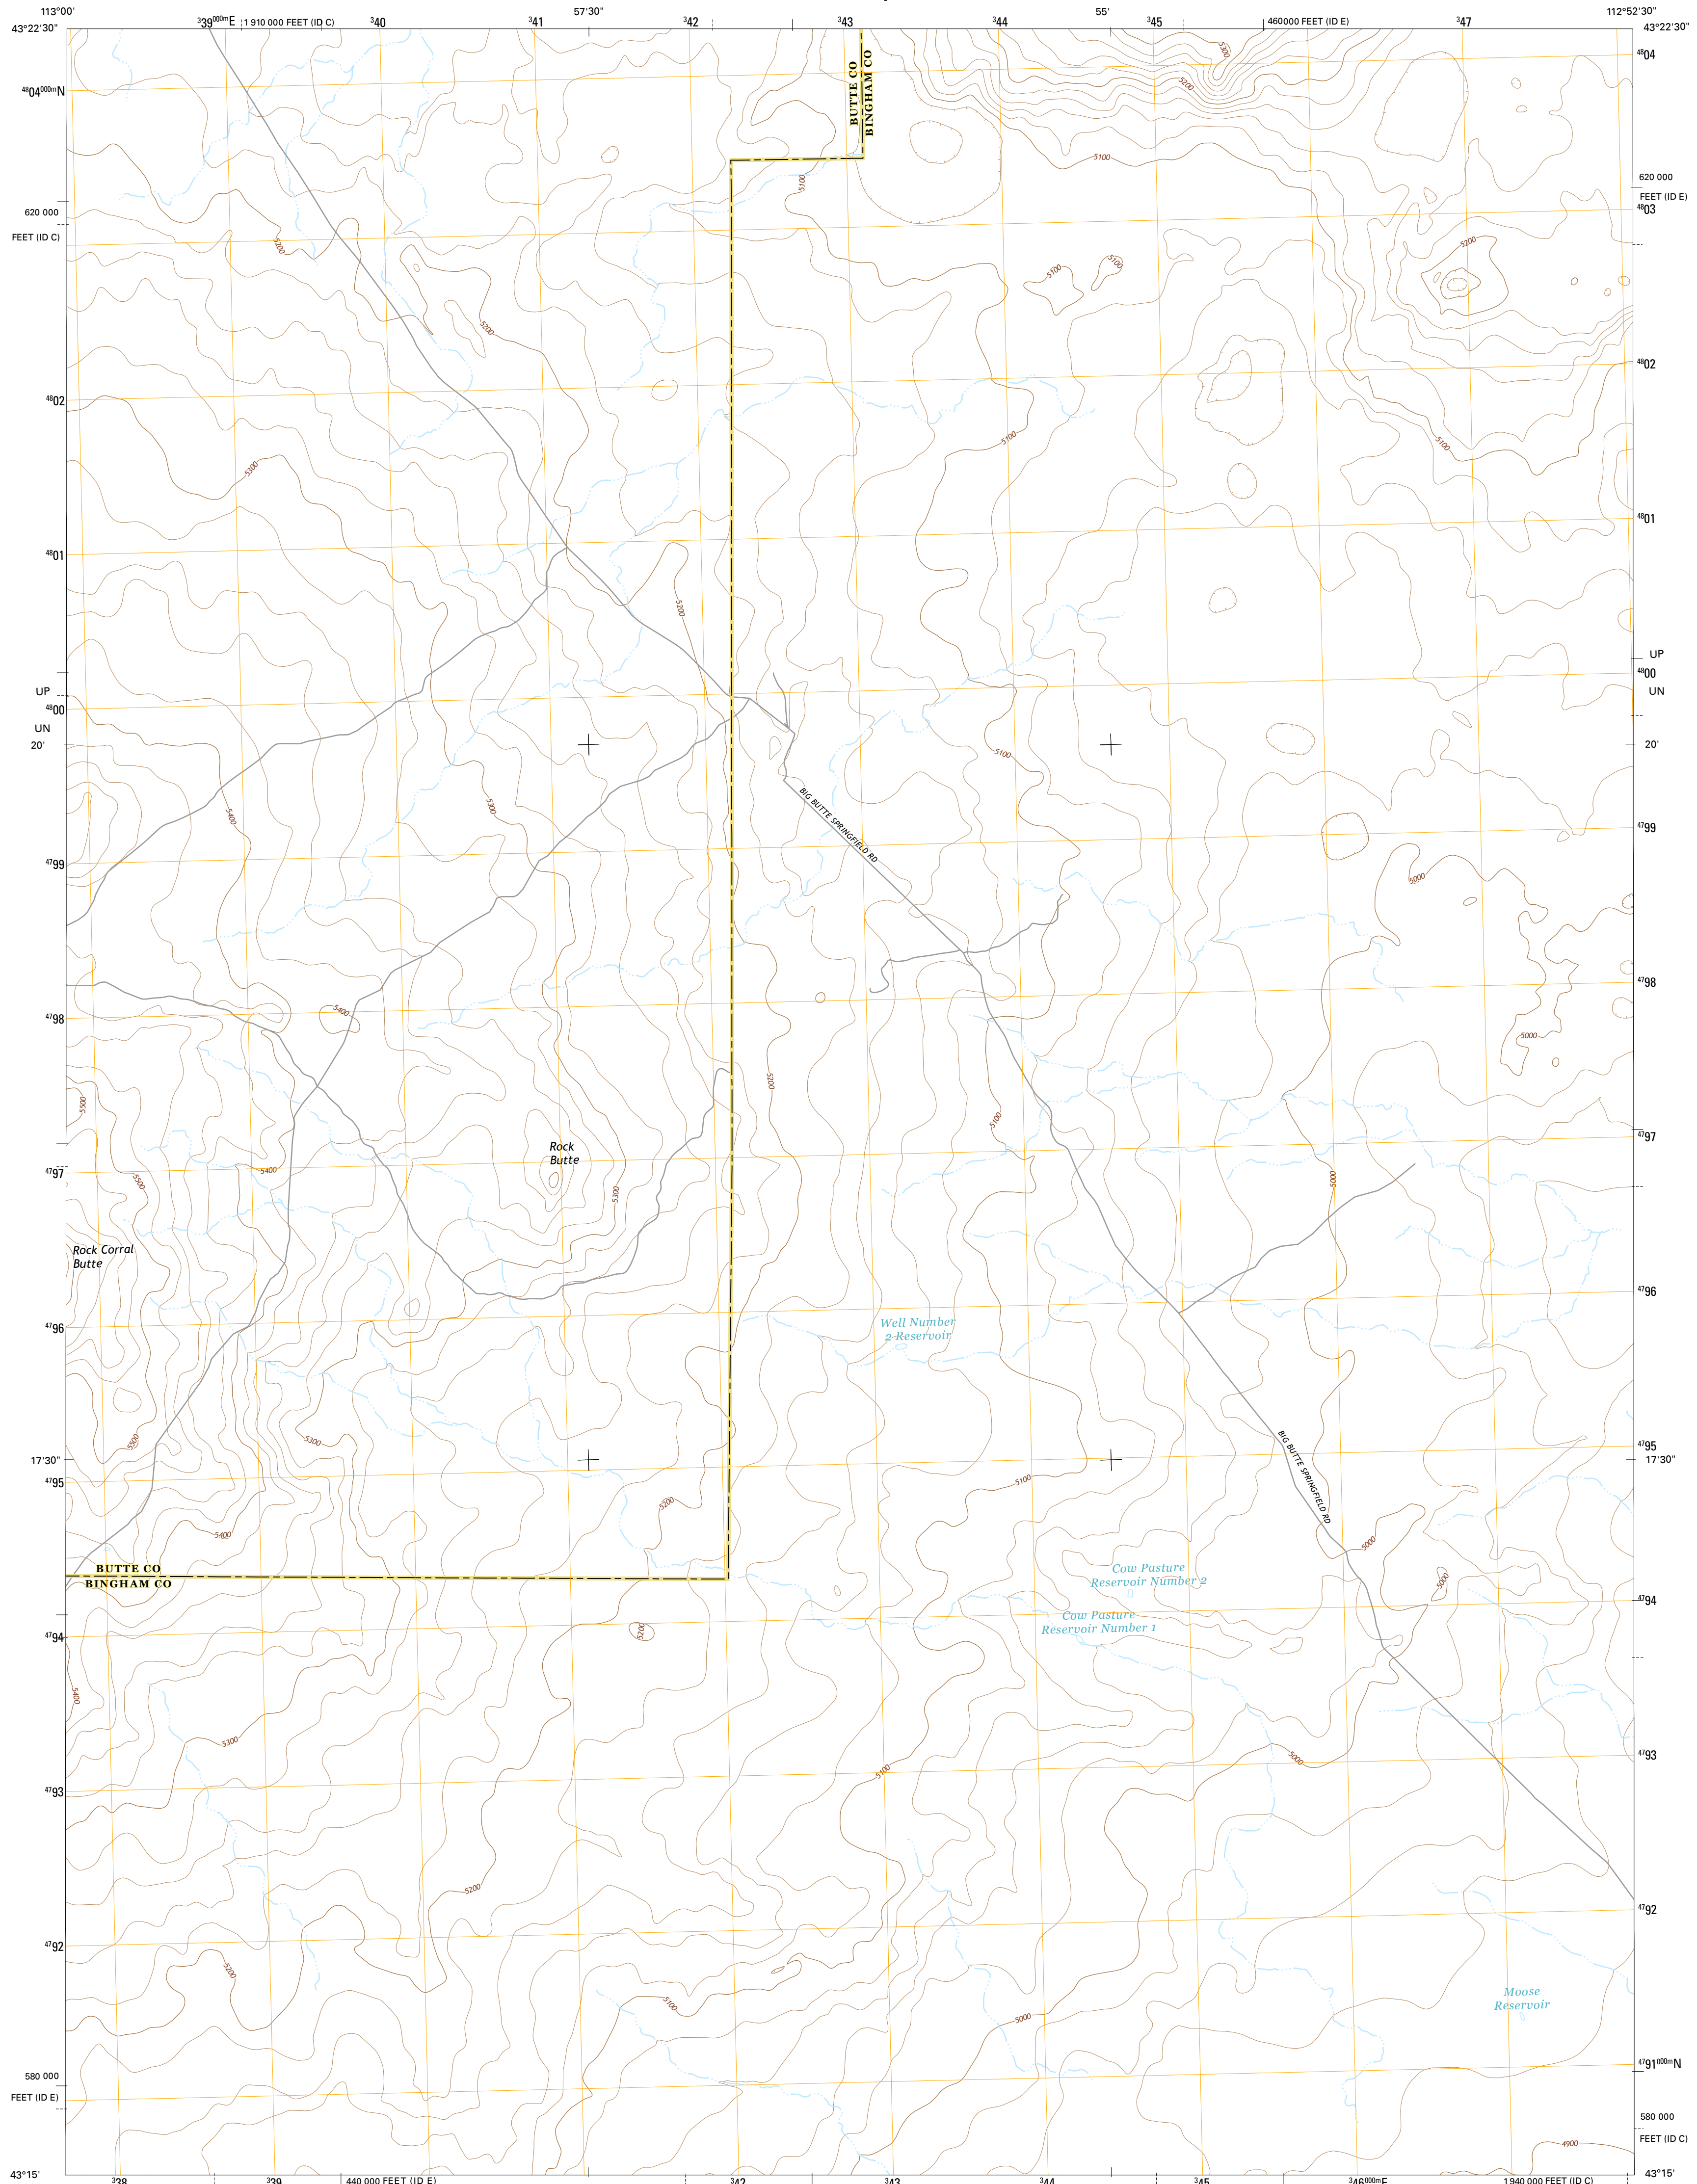 113°00'
³39⁰⁰⁰ᵐE
1 910 000 FEET (ID C)
³40
³41
57'30"
³42
³43
³44
55'
³45
460000 FEET (ID E)
³47
112°52'30"
43°22'30"
43°22'30"
⁴⁸04
⁴⁸04⁰⁰⁰ᵐN
BUTTE CO
BINGHAM CO
5300
5200
5100
5100
620 000
FEET (ID E)
⁴⁸03
620 000
FEET (ID C)
5200
5200
5100
5100
5200
⁴⁸02
⁴⁸02
5100
5100
5300
⁴⁸01
⁴⁸01
5200
UP
⁴⁸00
UN
UP
⁴⁸00
UN
20'
20'
5100
BIG BUTTE SPRINGFIELD RD
5300
5400
⁴⁷99
⁴⁷99
5000
⁴⁷98
⁴⁷98
5400
5000
5200
5500
5100
Rock
Butte
⁴⁷97
⁴⁷97
5400
5500
5300
5000
Rock Corral
Butte
⁴⁷96
⁴⁷96
Well Number
2 Reservoir
5500
5300
BIG BUTTE SPRINGFIELD RD
⁴⁷95
17'30"
17'30"
⁴⁷95
5100
5200
5400
5000
BUTTE CO
BINGHAM CO
Cow Pasture
Reservoir Number 2
5000
⁴⁷94
Cow Pasture
Reservoir Number 1
5200
⁴⁷94
5400
5300
⁴⁷93
5000
5100
⁴⁷93
5200
⁴⁷92
⁴⁷92
5200
5100
5000
Moose
Reservoir
⁴⁷91⁰⁰⁰ᵐN
580 000
FEET (ID E)
580 000
FEET (ID C)
4900
43°15'
43°15'
³38
³39
440 000 FEET (ID E)
³42
³43
³44
³45
³46⁰⁰⁰ᵐE
1 940 000 FEET (ID C)